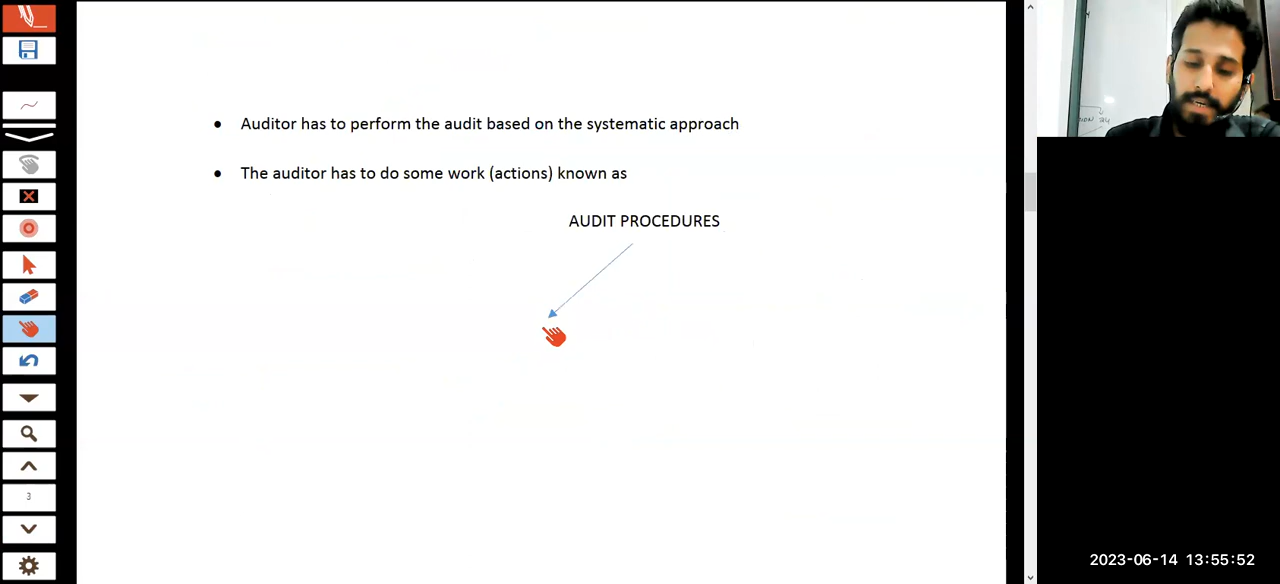 • Auditor has to perform the audit based on the systematic approach
• The auditor has to do some work (actions) known as
AUDIT PROCEDURES
3
2023-06-14 13:55:52